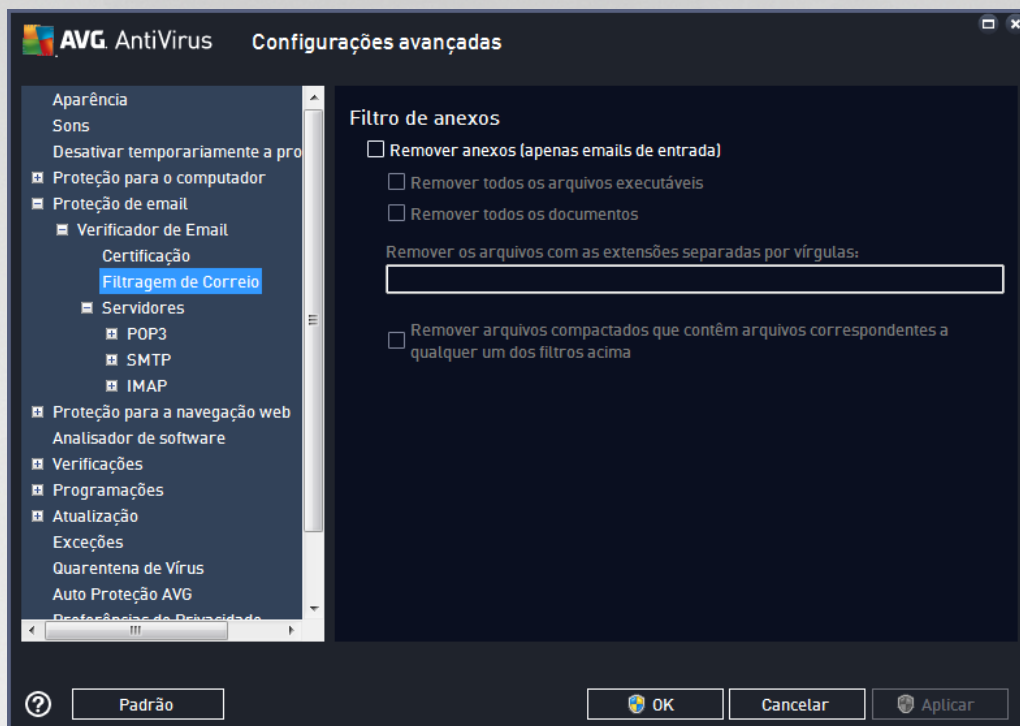 AVG. AntiVirus Configurações avançadas
Aparência
Sons
Desativar temporariamente a pro
Proteção para o computador
Proteção de email
Verificador de Email
Certificação
Filtragem de Correio
Servidores
POP3
SMTP
IMAP
Proteção para a navegação web
Analisador de software
Verificações
Programações
Atualização
Exceções
Quarentena de Vírus
Auto Proteção AVG
Preferências de Privacidade
Filtro de anexos
Remover anexos (apenas emails de entrada)
Remover todos os arquivos executáveis
Remover todos os documentos
Remover os arquivos com as extensões separadas por vírgulas:
Remover arquivos compactados que contêm arquivos correspondentes a
qualquer um dos filtros acima
Padrão
OK
Cancelar
Aplicar